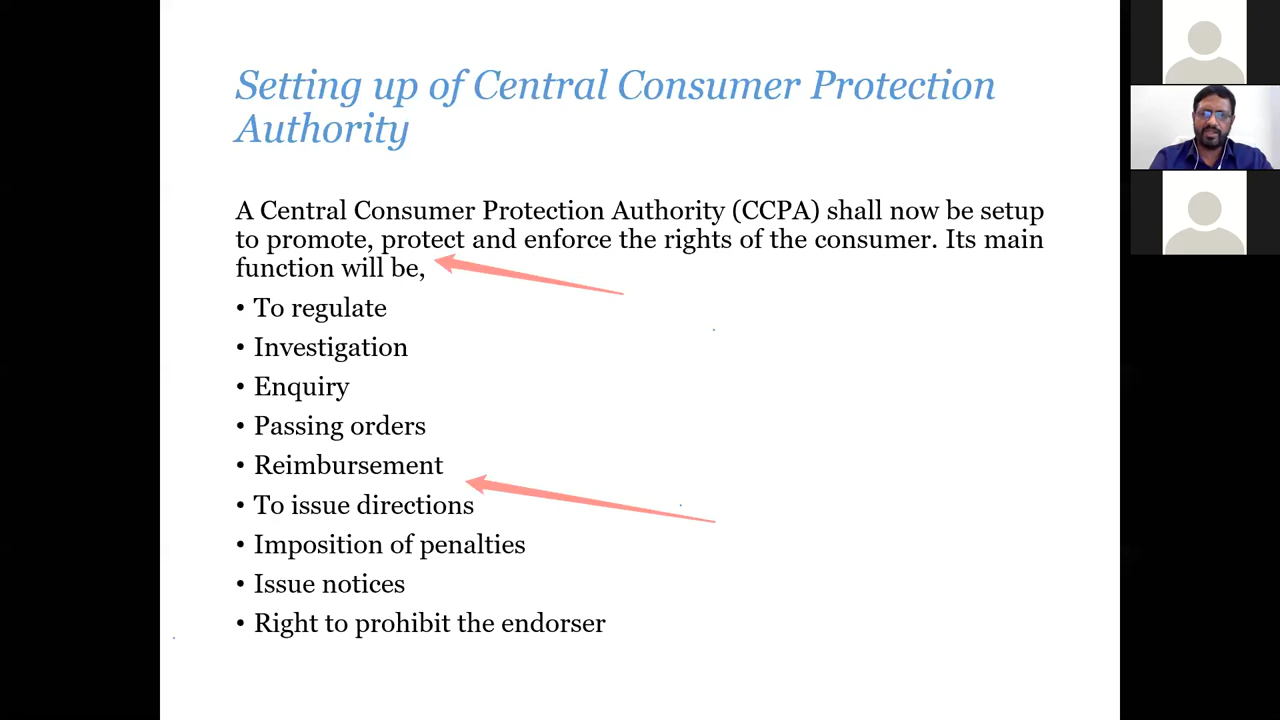 Setting up of Central Consumer Protection
Authority
A Central Consumer Protection Authority (CCPA) shall now be setup
to promote, protect and enforce the rights of the consumer. Its main
function will be,
• To regulate
• Investigation
• Enquiry
• Passing orders
• Reimbursement
• To issue directions
• Imposition of penalties
• Issue notices
• Right to prohibit the endorser